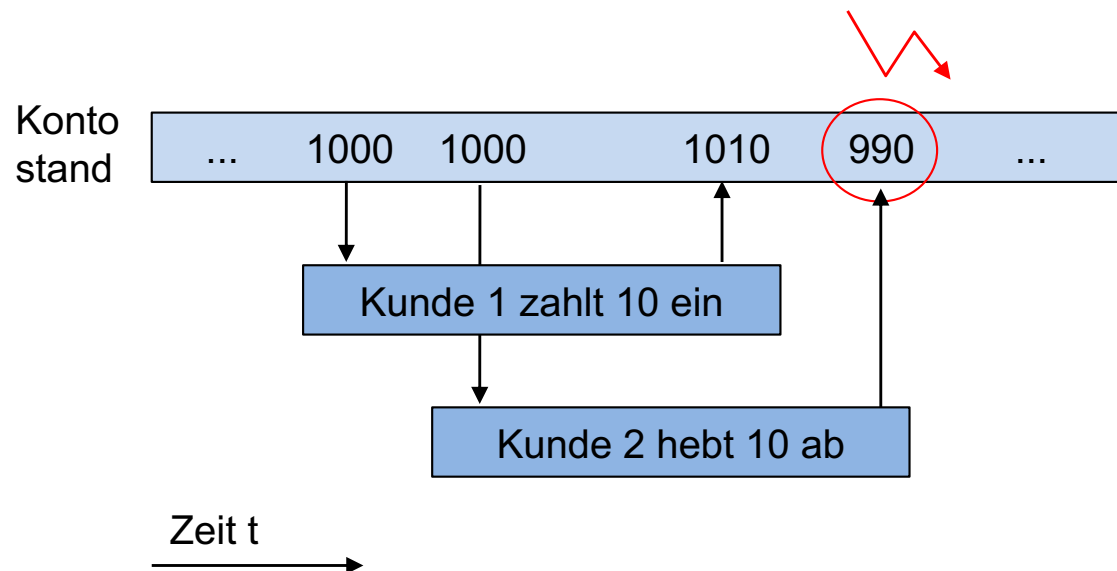 Konto
stand
... 1000 1000 1010 990 ...
Kunde 1 zahlt 10 ein
Kunde 2 hebt 10 ab
Zeit t